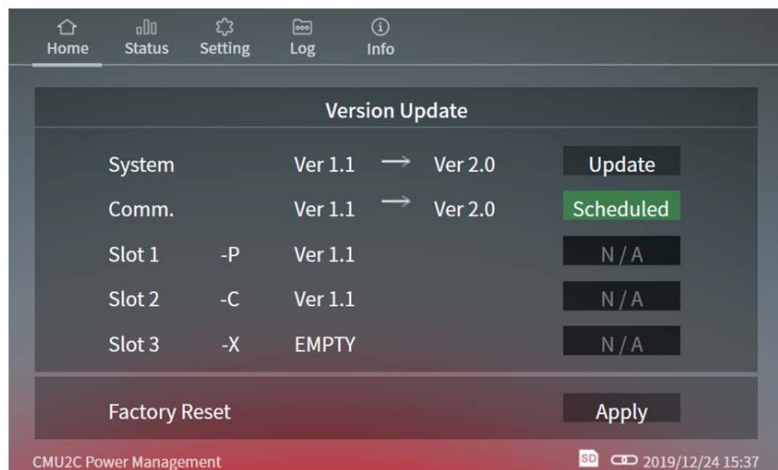 Home Status Setting Log Info
Version Update
System Ver 1.1 → Ver 2.0 Update
Comm. Ver 1.1 → Ver 2.0 Scheduled
Slot 1 -P Ver 1.1 N / A
Slot 2 -C Ver 1.1 N / A
Slot 3 -X EMPTY N / A
Factory Reset Apply
CMU2C Power Management SD 2019/12/24 15:37